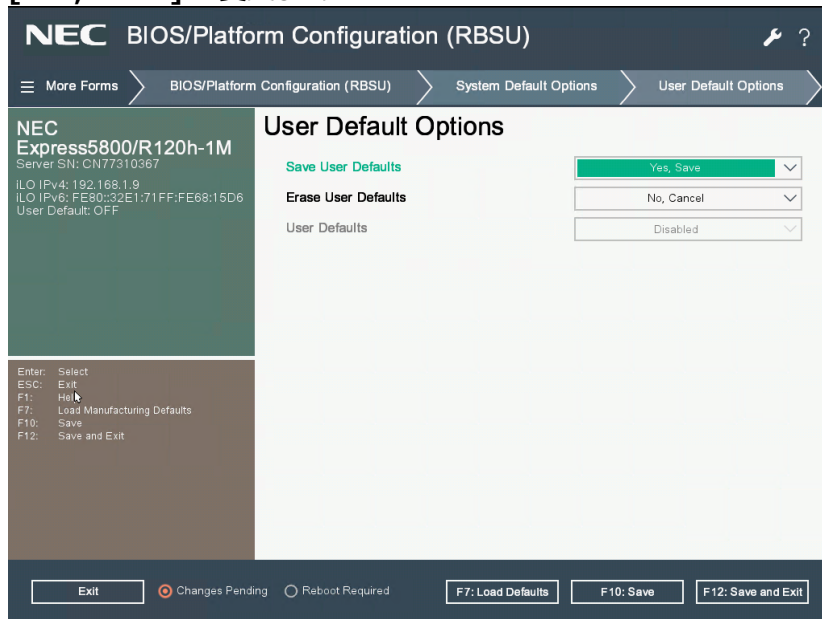 NEC BIOS/Platform Configuration (RBSU) ?
More Forms BIOS/Platform Configuration (RBSU) System Default Options User Default Options
NEC
Express5800/R120h-1M
Server SN: CN77310367
iLO IPv4: 192.168.1.9
iLO IPv6: FE80::32E1:71FF:FE68:15D6
User Default: OFF
User Default Options
Save User Defaults Yes, Save
Erase User Defaults No, Cancel
User Defaults Disabled
Enter: Select
ESC: Exit
F1: Help
F7: Load Manufacturing Defaults
F10: Save
F12: Save and Exit
Exit Changes Pending Reboot Required F7: Load Defaults F10: Save F12: Save and Exit